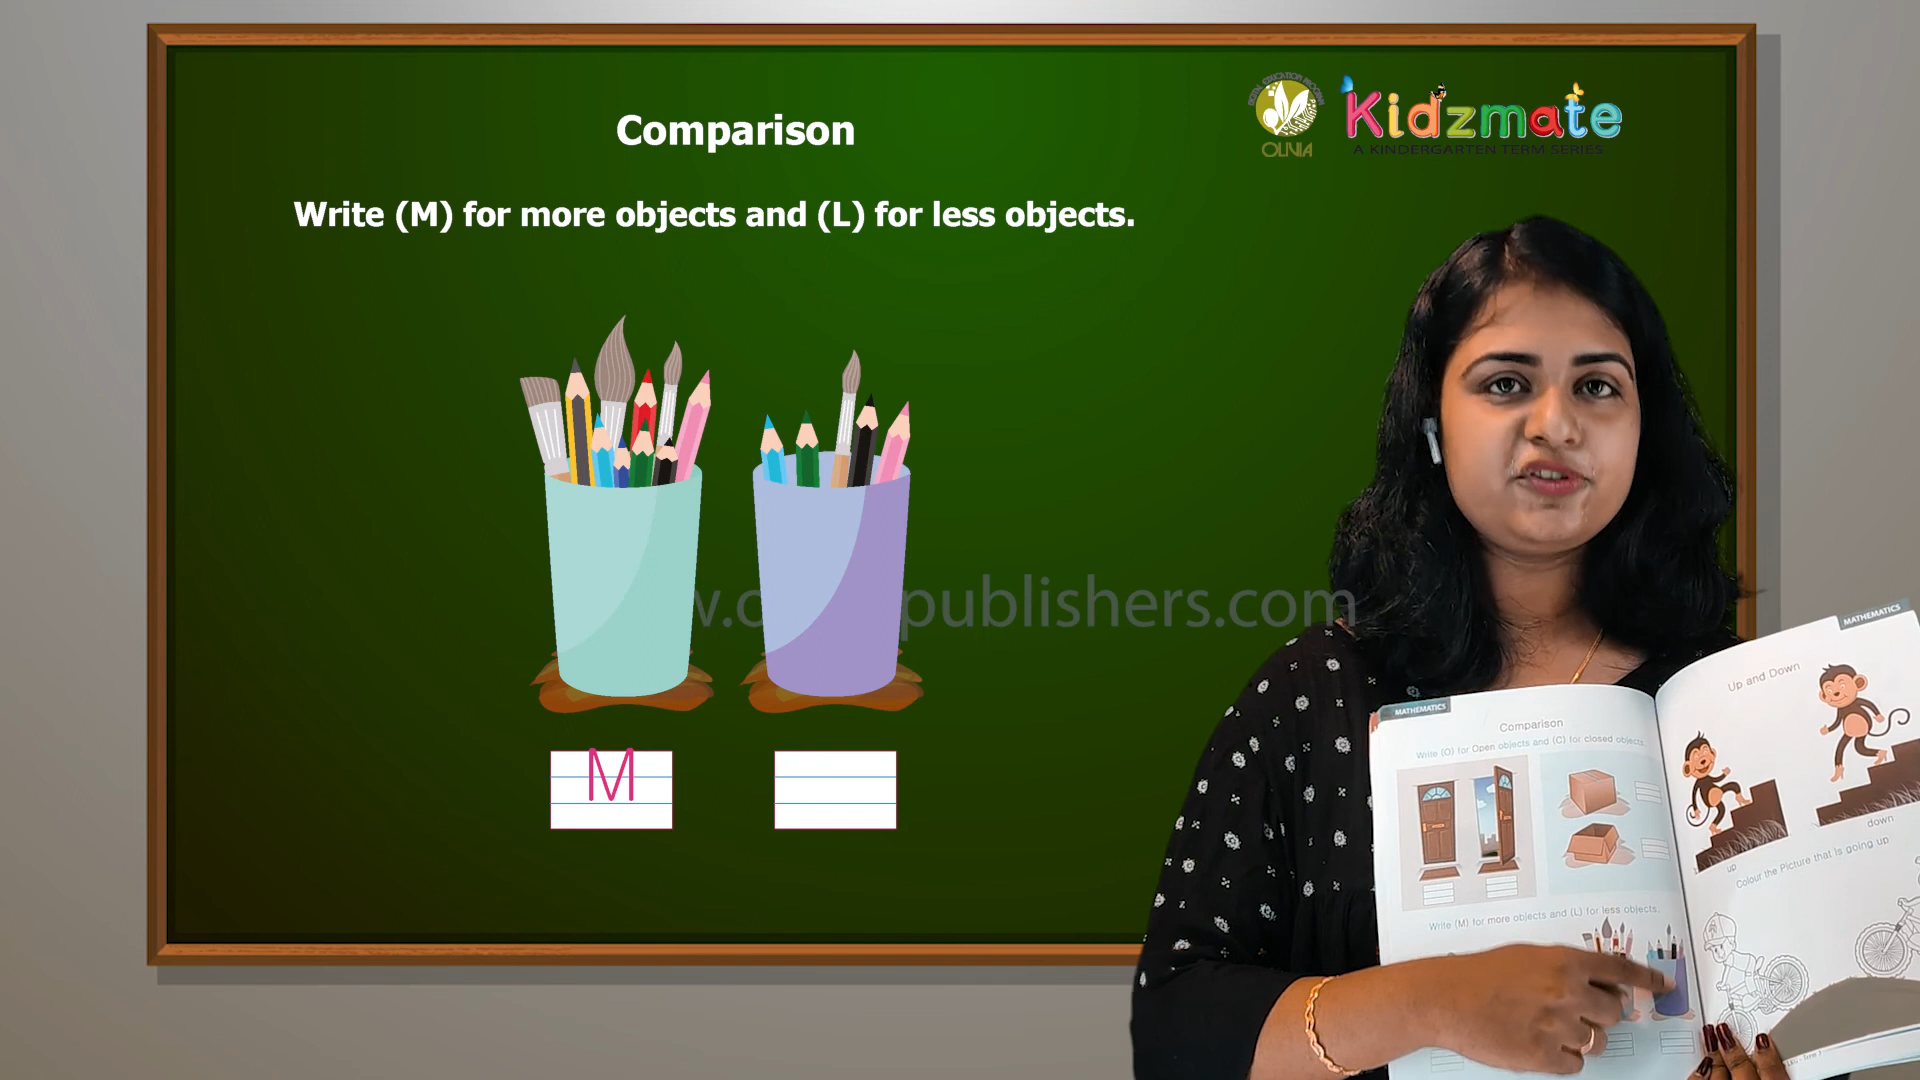 Comparison
Write (M) for more objects and (L) for less objects.
OLIVIA
Kidzmate
A KINDERGARTEN TERM SERIES
publishers.com
M
MATHEMATICS
Comparison
Write (O) for Open objects and (C) for closed objects
Write (M) for more objects and (L) for less objects.
MATHEMATICS
Up and Down
up
down
Colour the Picture that is going up